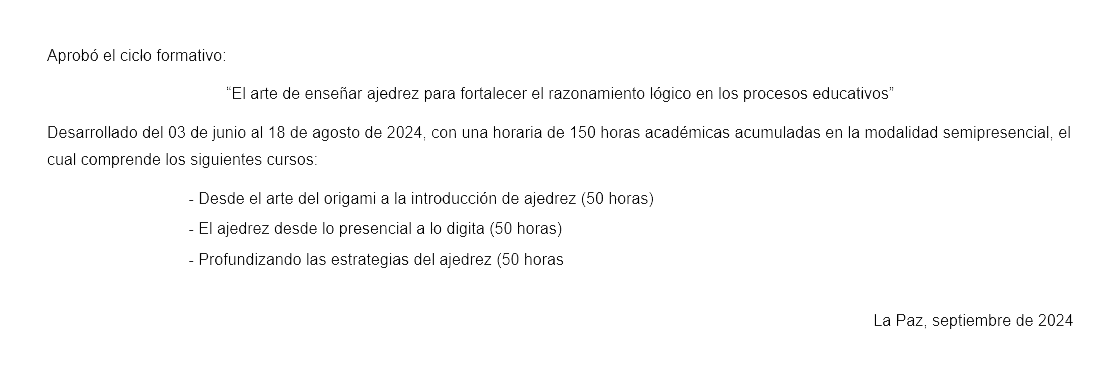 Aprobó el ciclo formativo:
“El arte de enseñar ajedrez para fortalecer el razonamiento lógico en los procesos educativos”
Desarrollado del 03 de junio al 18 de agosto de 2024, con una horaria de 150 horas académicas acumuladas en la modalidad semipresencial, el
cual comprende los siguientes cursos:
- Desde el arte del origami a la introducción de ajedrez (50 horas)
- El ajedrez desde lo presencial a lo digita (50 horas)
- Profundizando las estrategias del ajedrez (50 horas
La Paz, septiembre de 2024